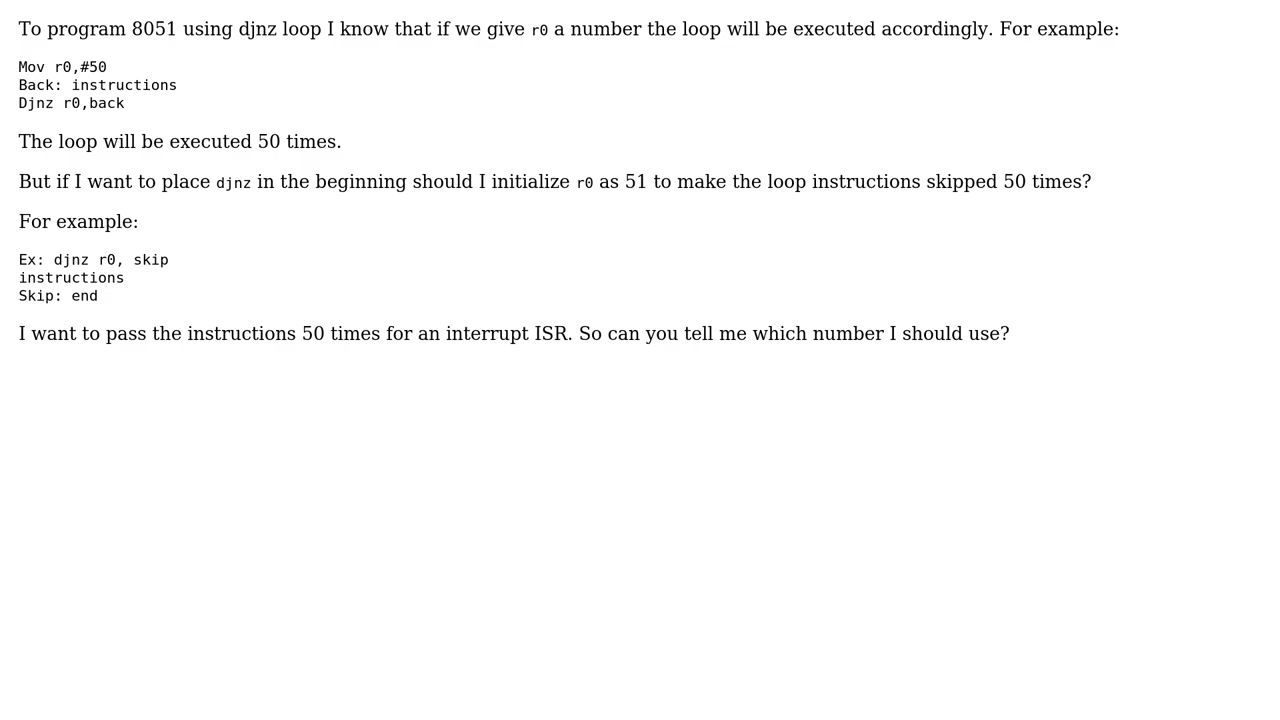 To program 8051 using djnz loop I know that if we give r0 a number the loop will be executed accordingly. For example:
Mov r0,#50
Back: instructions
Djnz r0,back
The loop will be executed 50 times.
But if I want to place djnz in the beginning should I initialize r0 as 51 to make the loop instructions skipped 50 times?
For example:
Ex: djnz r0, skip
instructions
Skip: end
I want to pass the instructions 50 times for an interrupt ISR. So can you tell me which number I should use?